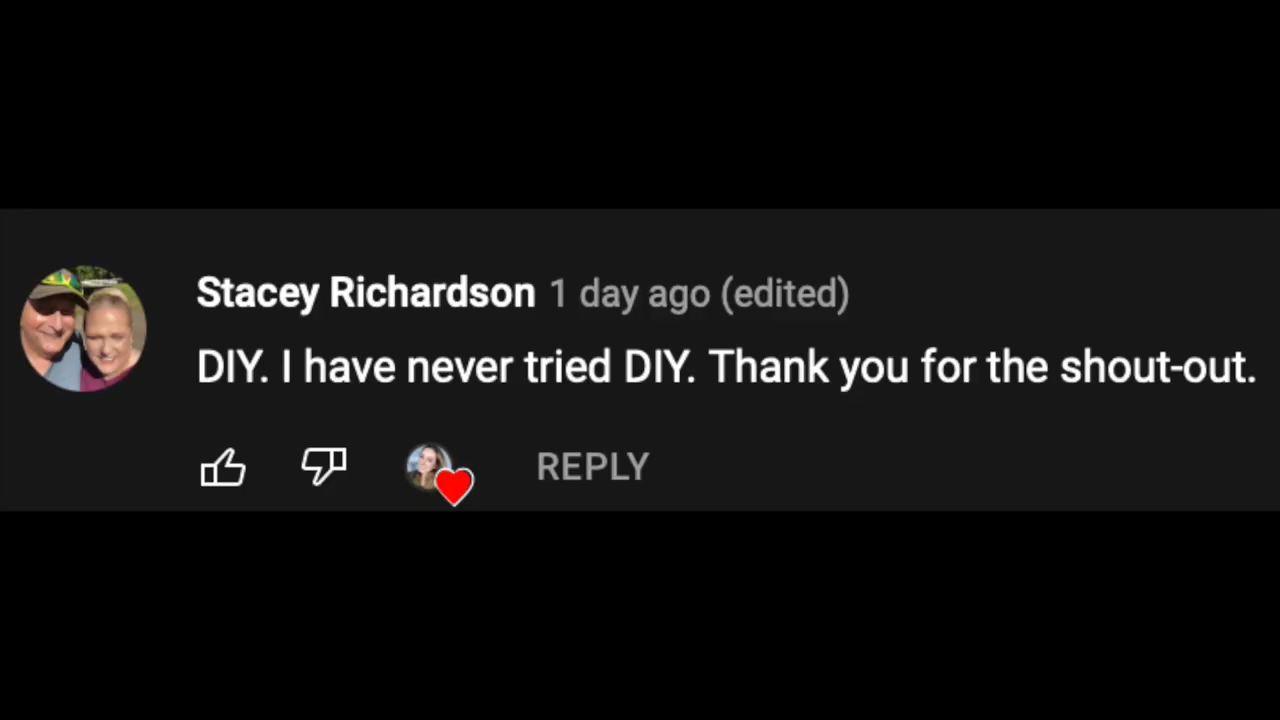 Stacey Richardson 1 day ago (edited)
DIY. I have never tried DIY. Thank you for the shout-out.
REPLY